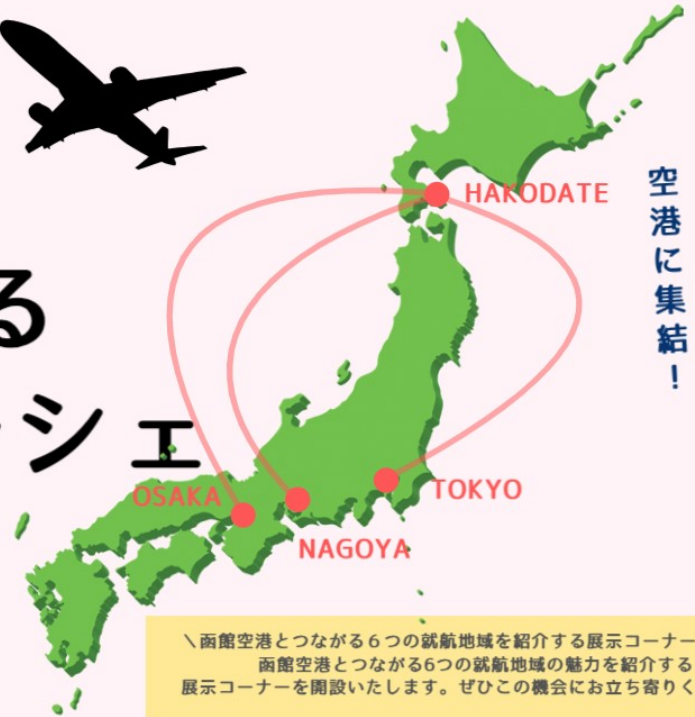 る
シェ
HAKODATE
空港に集結！
OSAKA
TOKYO
NAGOYA
＼函館空港とつながる６つの就航地域を紹介する展示コーナー
函館空港とつながる6つの就航地域の魅力を紹介する
展示コーナーを開設いたします。ぜひこの機会にお立ち寄りく